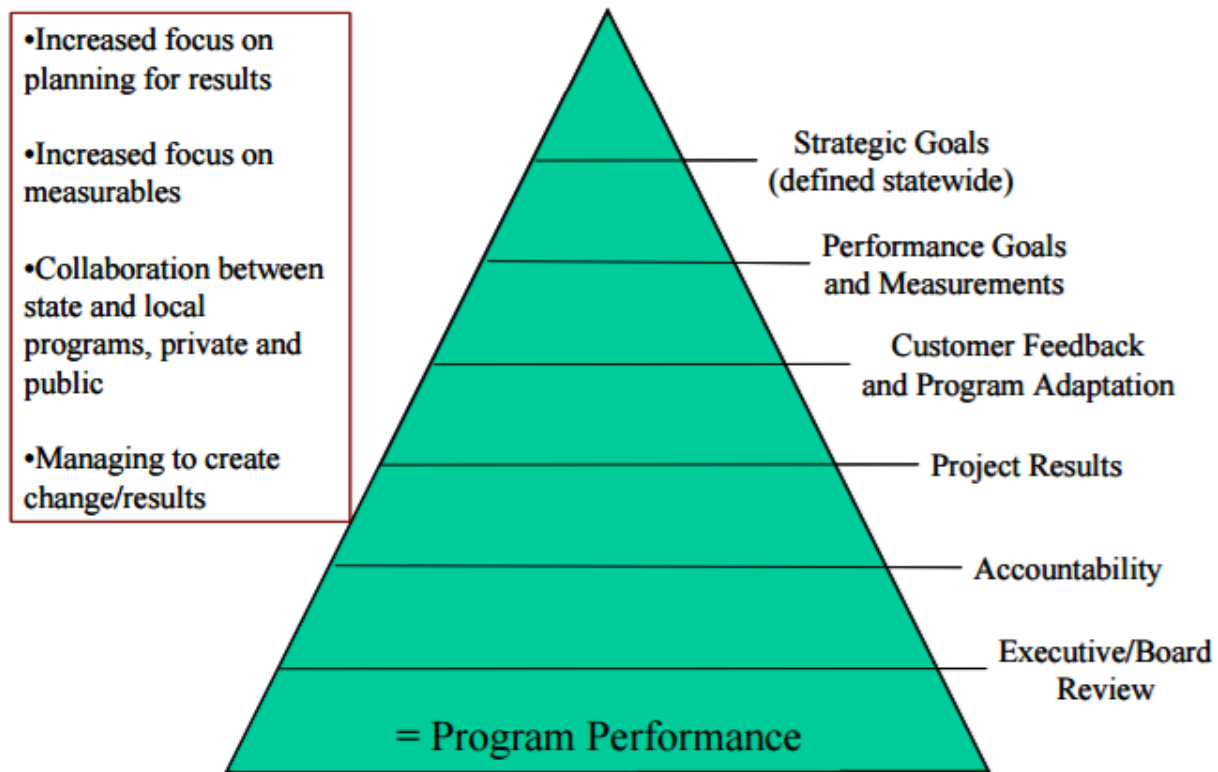 •Increased focus on
planning for results
•Increased focus on
measurables
•Collaboration between
state and local
programs, private and
public
•Managing to create
change/results
Strategic Goals
(defined statewide)
Performance Goals
and Measurements
Customer Feedback
and Program Adaptation
Project Results
Accountability
Executive/Board
Review
= Program Performance